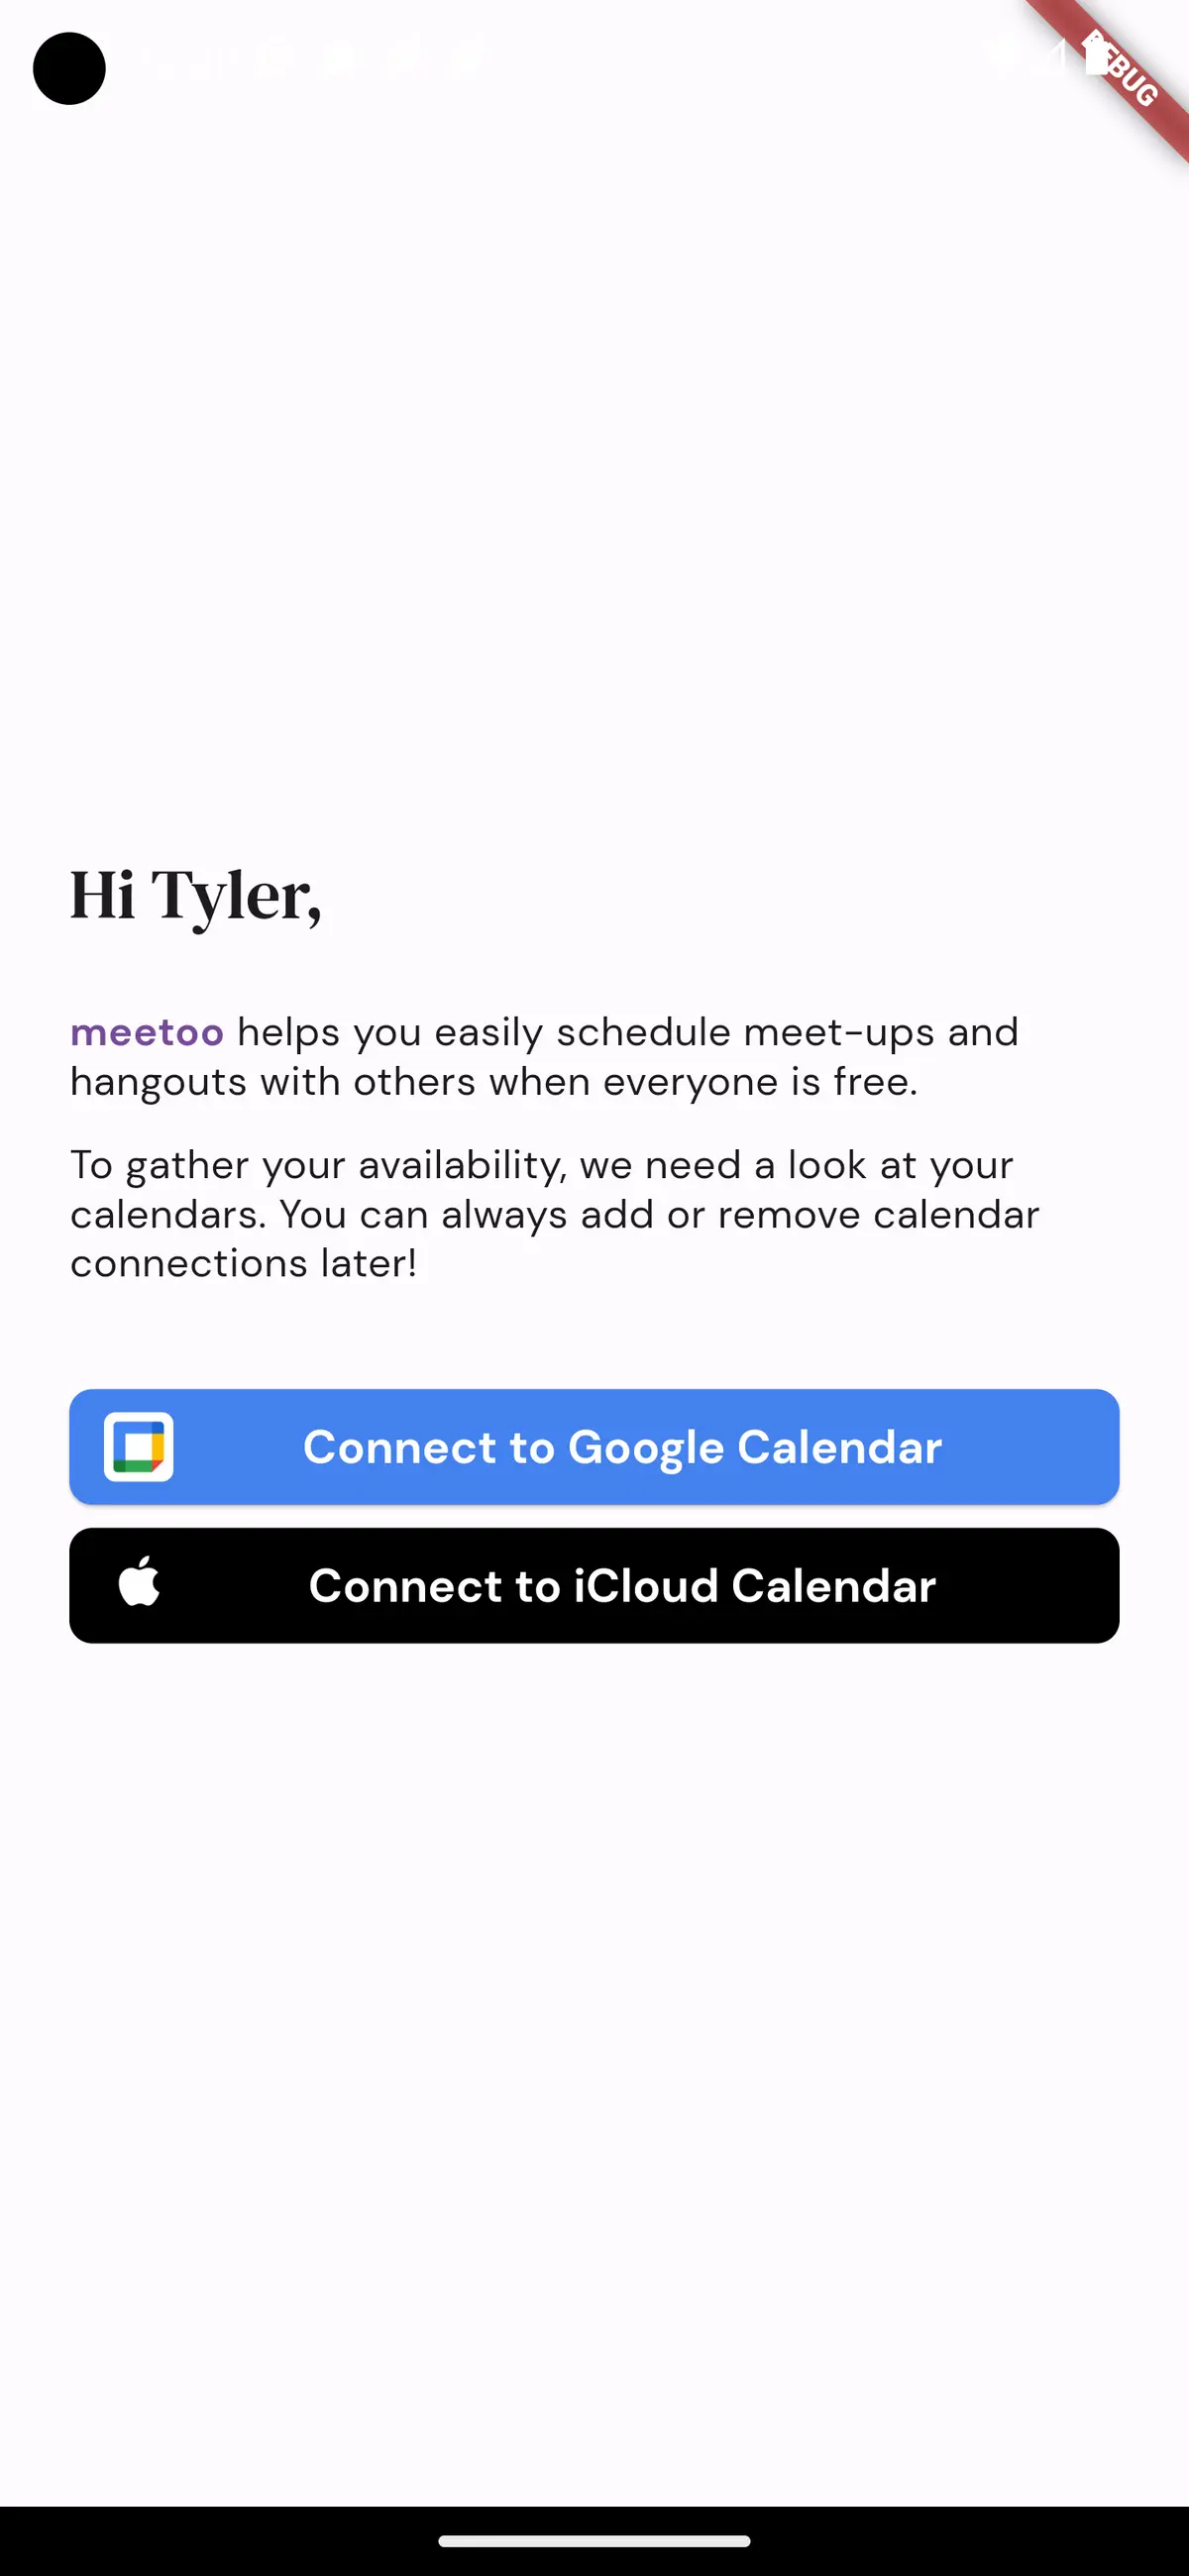 DEBUG
Hi Tyler,
meetoo helps you easily schedule meet-ups and
hangouts with others when everyone is free.
To gather your availability, we need a look at your
calendars. You can always add or remove calendar
connections later!
Connect to Google Calendar
Connect to iCloud Calendar